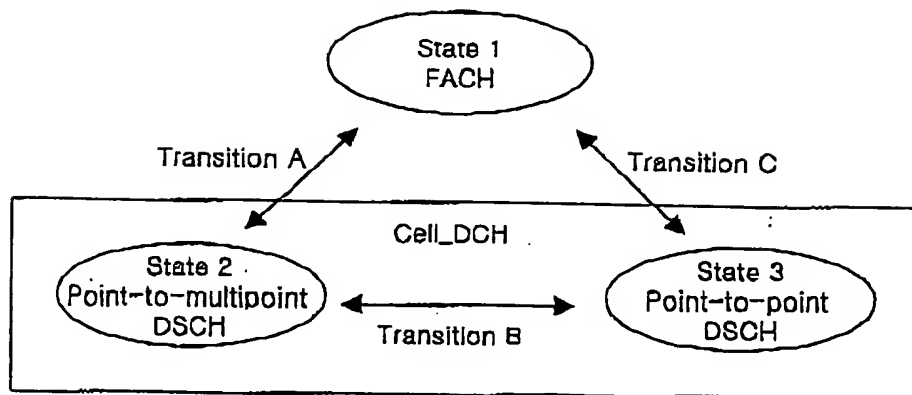 State 1
FACH
Transition A
Transition C
Cell_DCH
State 2
Point-to-multipoint
DSCH
State 3
Point-to-point
DSCH
Transition B